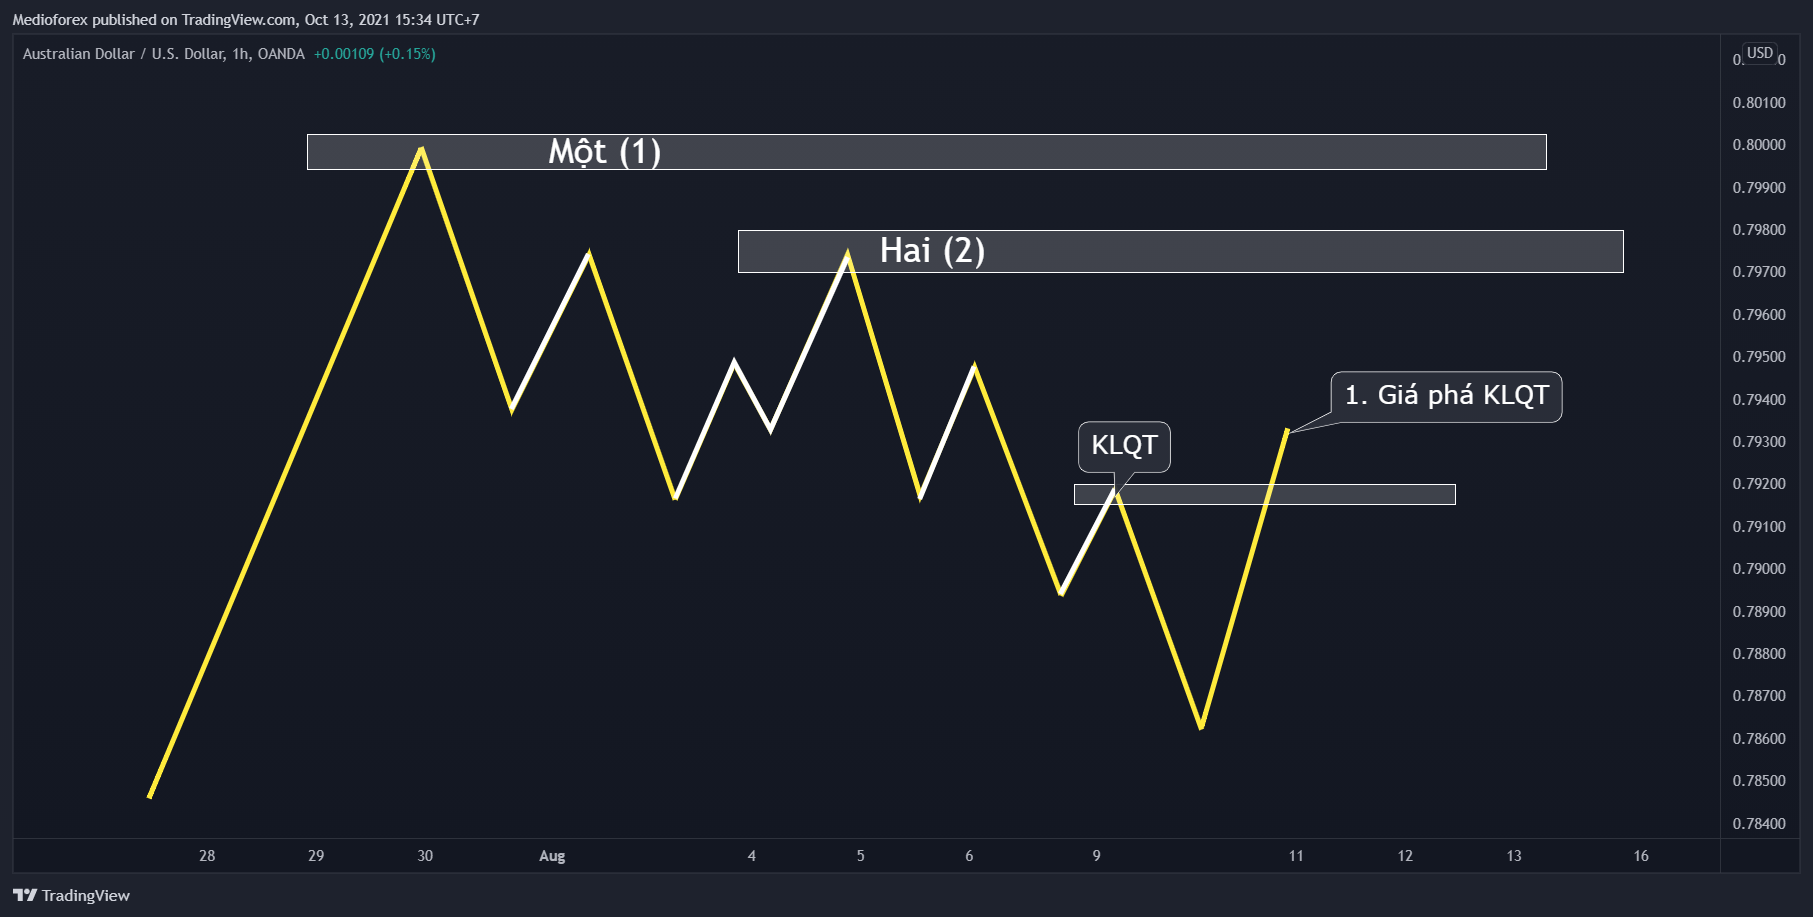 Medioforex published on TradingView.com, Oct 13, 2021 15:34 UTC+7
Australian Dollar / U.S. Dollar, 1h, OANDA +0.00109 (+0.15%)
USD
0.80100
0.80000
0.79900
0.79800
0.79700
0.79600
0.79500
0.79400
0.79300
0.79200
0.79100
0.79000
0.78900
0.78800
0.78700
0.78600
0.78500
0.78400
Một (1)
Hai (2)
1. Giá phá KLQT
KLQT
28 29 30 Aug 4 5 6 9 11 12 13 16
TradingView